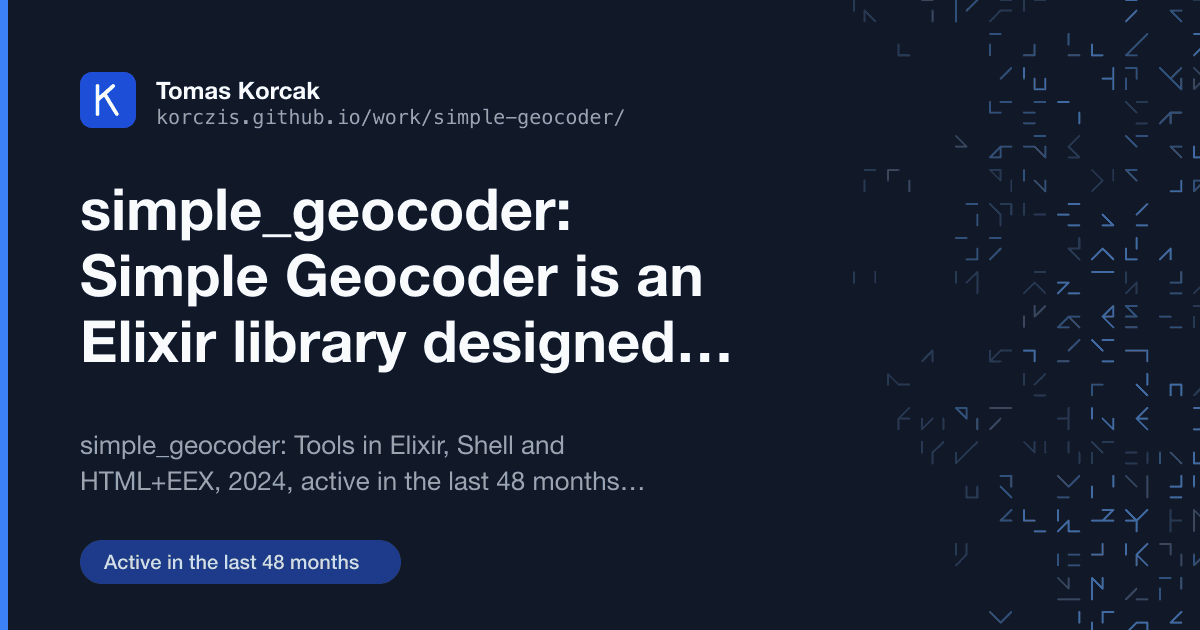 K
Tomas Korcak
korczis.github.io/work/simple-geocoder/
simple_geocoder:
Simple Geocoder is an
Elixir library designed…
simple_geocoder: Tools in Elixir, Shell and
HTML+EEX, 2024, active in the last 48 months…
Active in the last 48 months